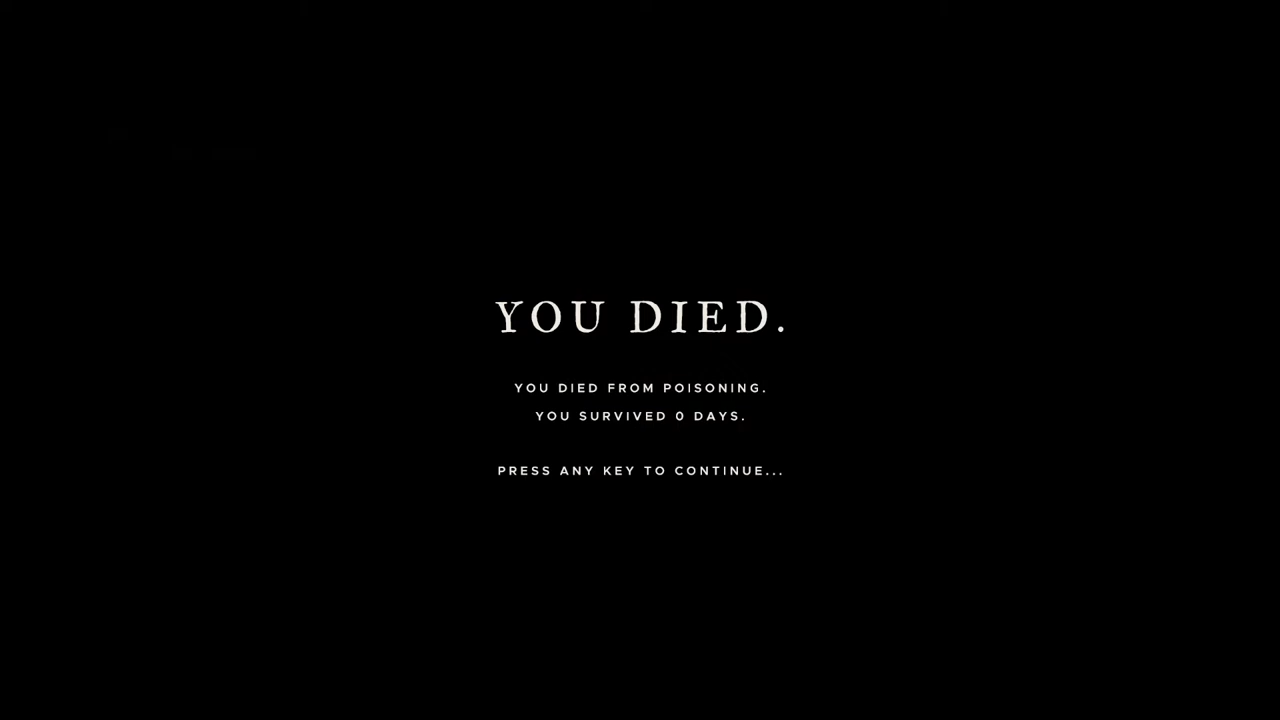 YOU DIED.
YOU DIED FROM POISONING.
YOU SURVIVED 0 DAYS.
PRESS ANY KEY TO CONTINUE...